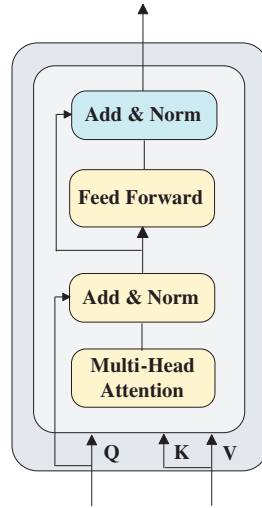 Add & Norm
Feed Forward
Add & Norm
Multi-Head
Attention
Q K V